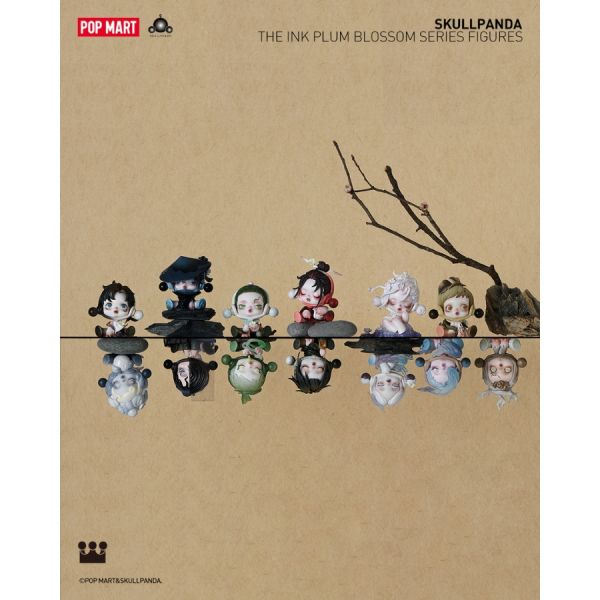 POP MART
SKULLPANDA
THE INK PLUM BLOSSOM SERIES FIGURES
©POP MART&SKULLPANDA.